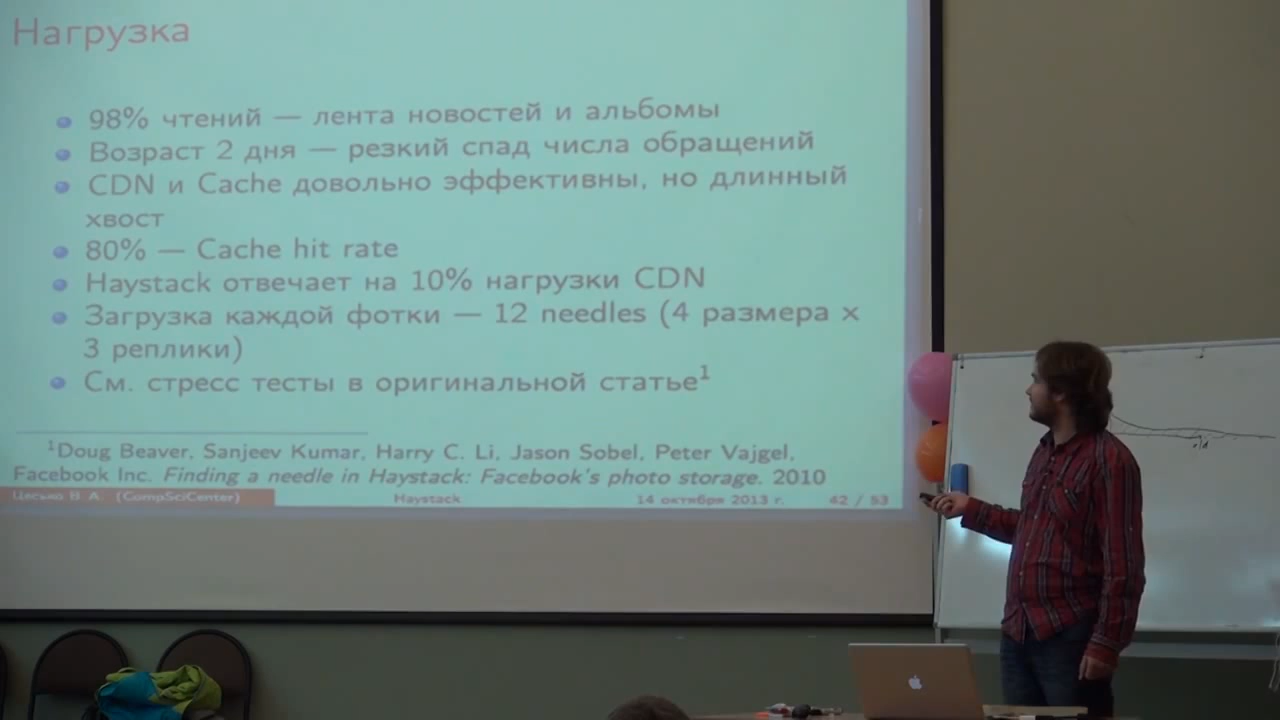 Нагрузка
98% чтений — лента новостей и альбомы
Возраст 2 дня — резкий спад числа обращений
CDN и Cache довольно эффективны, но длинный
хвост
80% — Cache hit rate
Haystack отвечает на 10% нагрузки CDN
Загрузка каждой фотки — 12 needles (4 размера x
3 реплики)
См. стресс тесты в оригинальной статье¹
¹Doug Beaver, Sanjeev Kumar, Harry C. Li, Jason Sobel, Peter Vajgel,
Facebook Inc. Finding a needle in Haystack: Facebook's photo storage. 2010
Цесько В. А. (CompSciCenter) Haystack 14 октября 2013 г. 42 / 53